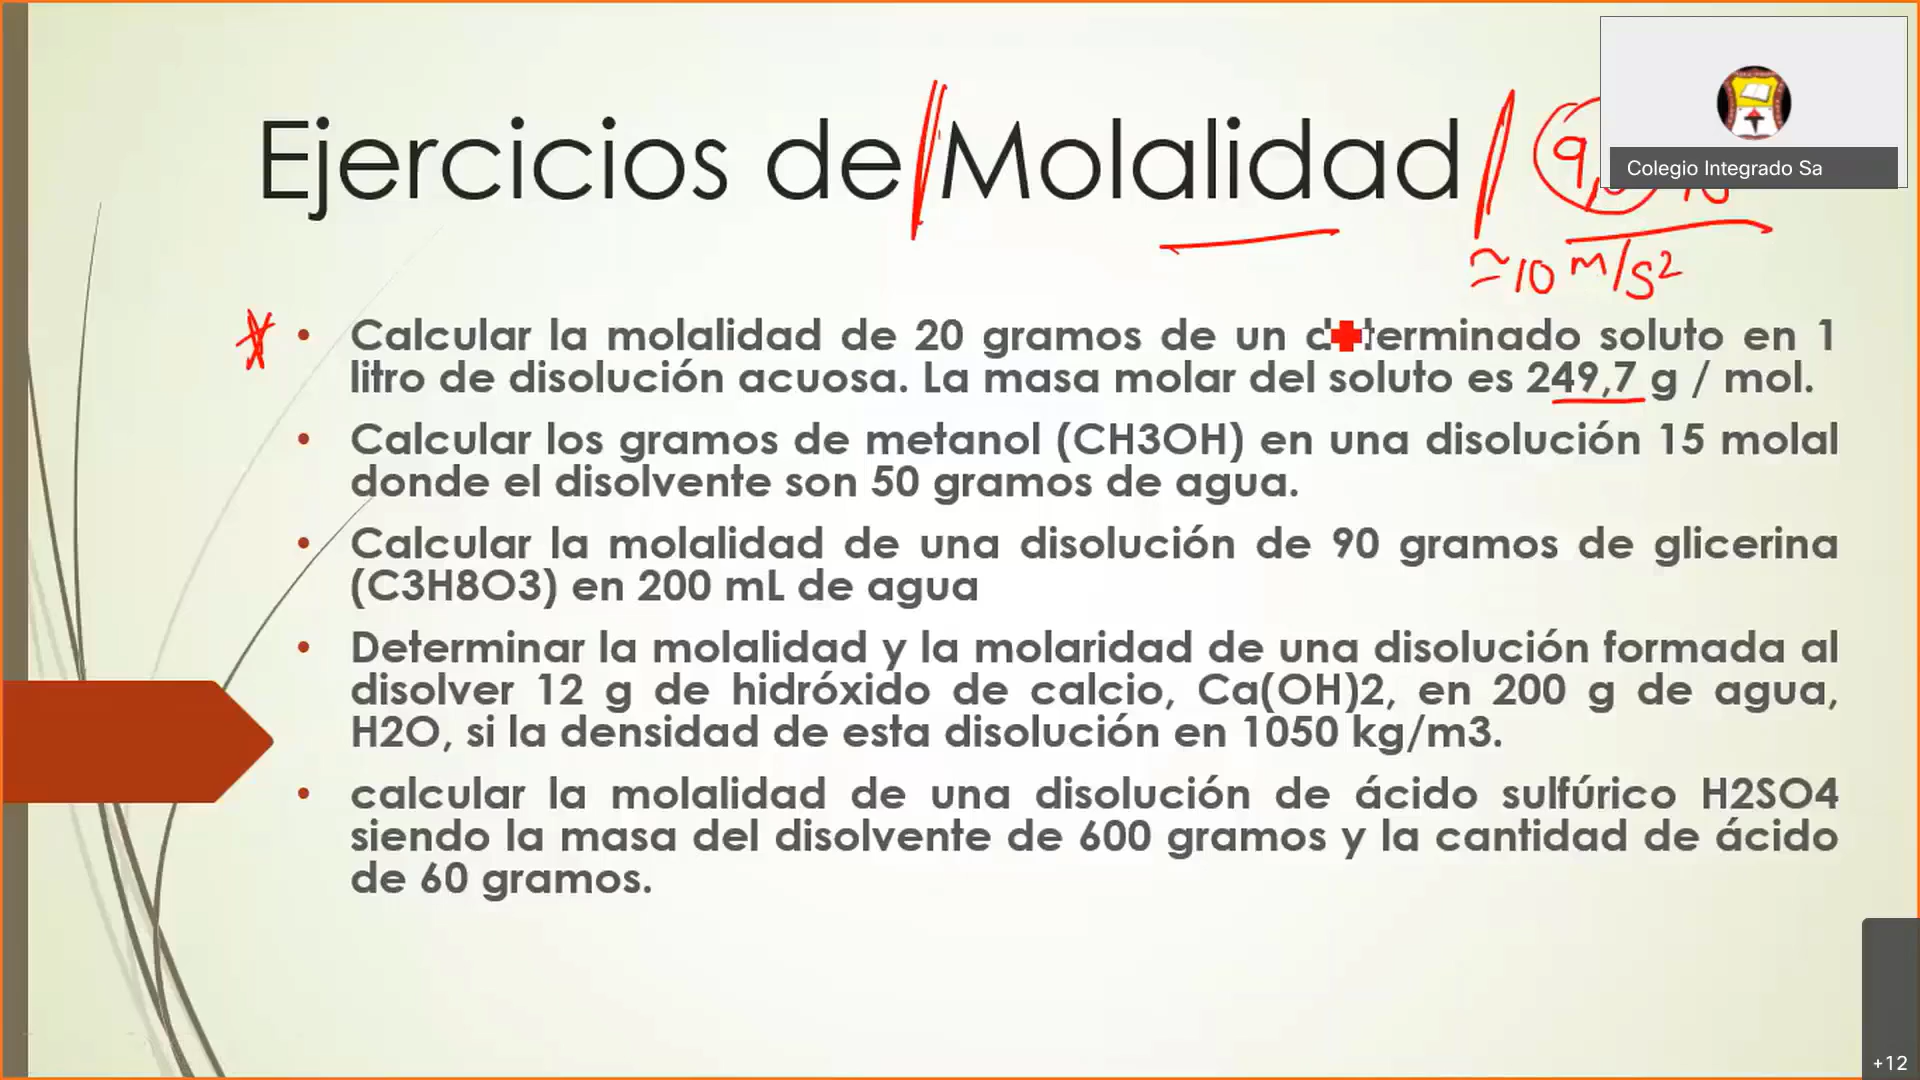 Ejercicios de Molalidad
Colegio Integrado Sa
≃10 m/s²
• Calcular la molalidad de 20 gramos de un determinado soluto en 1
litro de disolución acuosa. La masa molar del soluto es 249,7 g / mol.
• Calcular los gramos de metanol (CH3OH) en una disolución 15 molal
donde el disolvente son 50 gramos de agua.
• Calcular la molalidad de una disolución de 90 gramos de glicerina
(C3H8O3) en 200 mL de agua
• Determinar la molalidad y la molaridad de una disolución formada al
disolver 12 g de hidróxido de calcio, Ca(OH)2, en 200 g de agua,
H2O, si la densidad de esta disolución en 1050 kg/m3.
• calcular la molalidad de una disolución de ácido sulfúrico H2SO4
siendo la masa del disolvente de 600 gramos y la cantidad de ácido
de 60 gramos.
+12